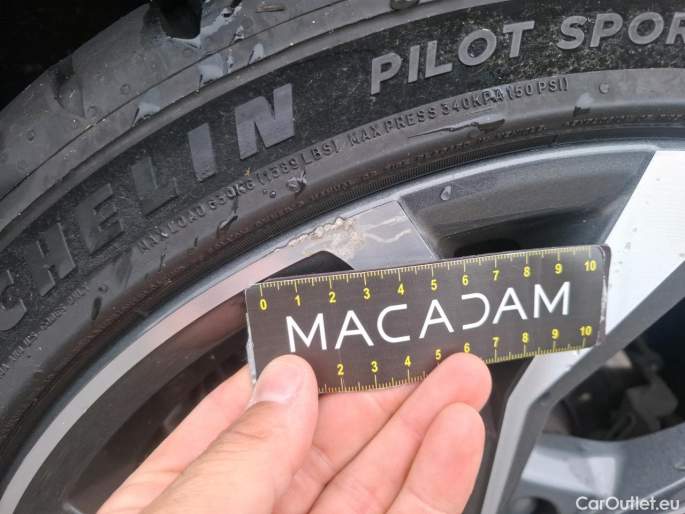 CHELIN PILOT SPOR
MAX LOAD 630KG (1389 LBS) MAX PRESS 340KPA (50 PSI)
0 1 2 3 4 5 6 7 8 9 10
MACADAM
2 3 4 5 6 7 8 9 10
CarOutlet.eu